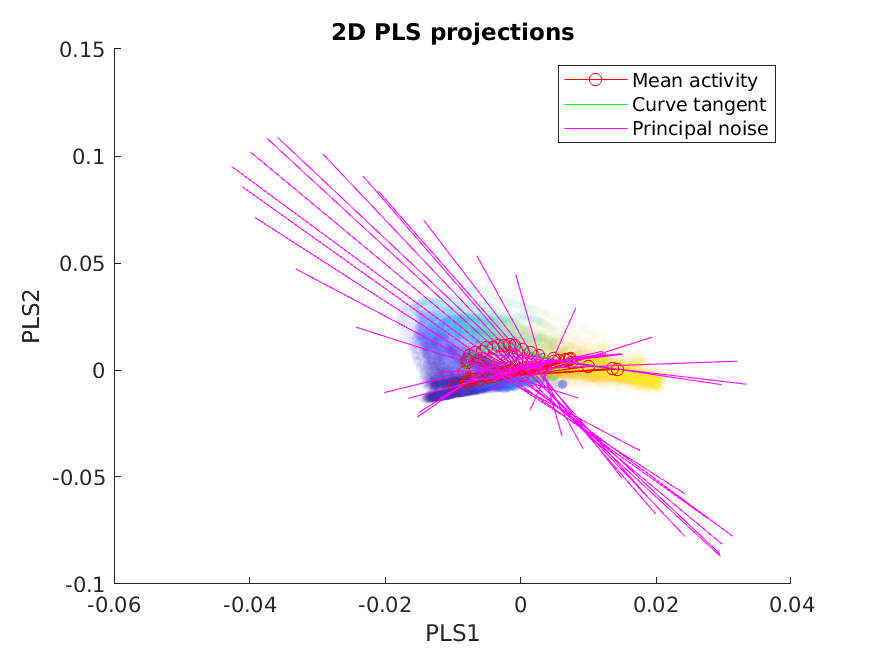 2D PLS projections
Mean activity
Curve tangent
Principal noise
PLS2
0.15
0.1
0.05
0
-0.05
-0.1
-0.06
-0.04
-0.02
0
0.02
0.04
PLS1